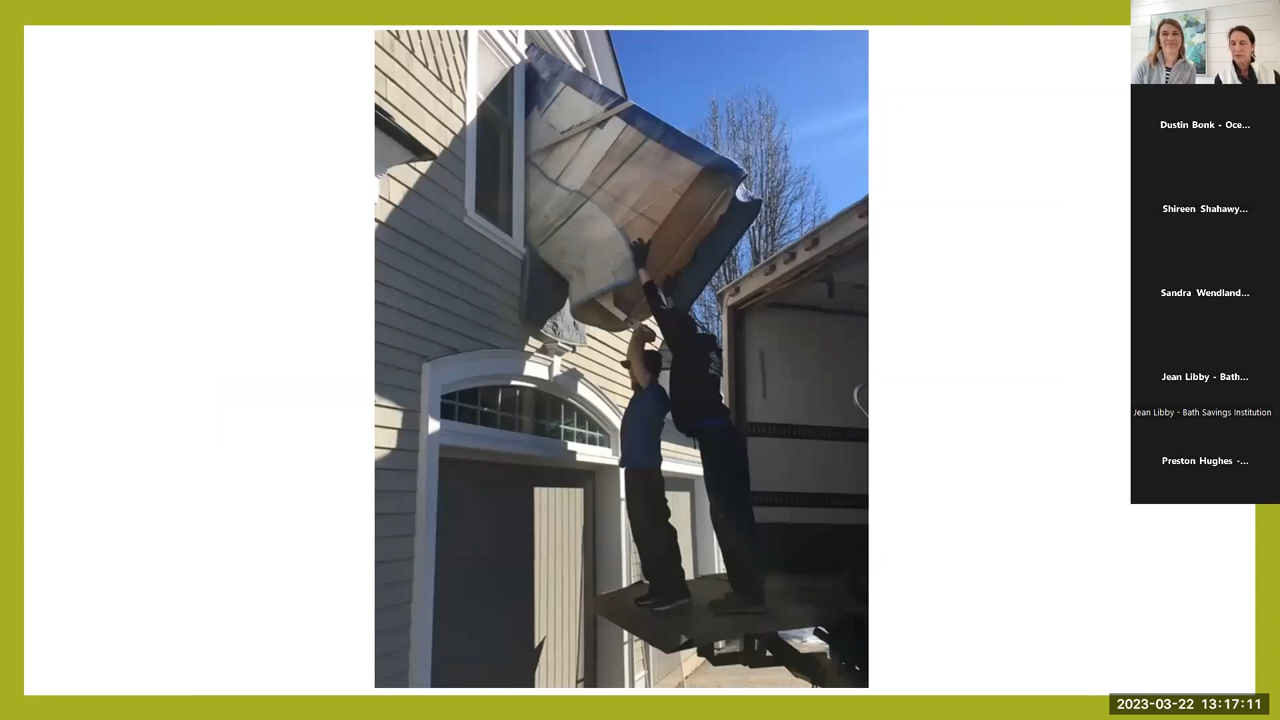 Dustin Bonk - Oce...
Shireen Shahawy...
Sandra Wendland...
Jean Libby - Bath...
Jean Libby - Bath Savings Institution
Preston Hughes -...
2023-03-22 13:17:11